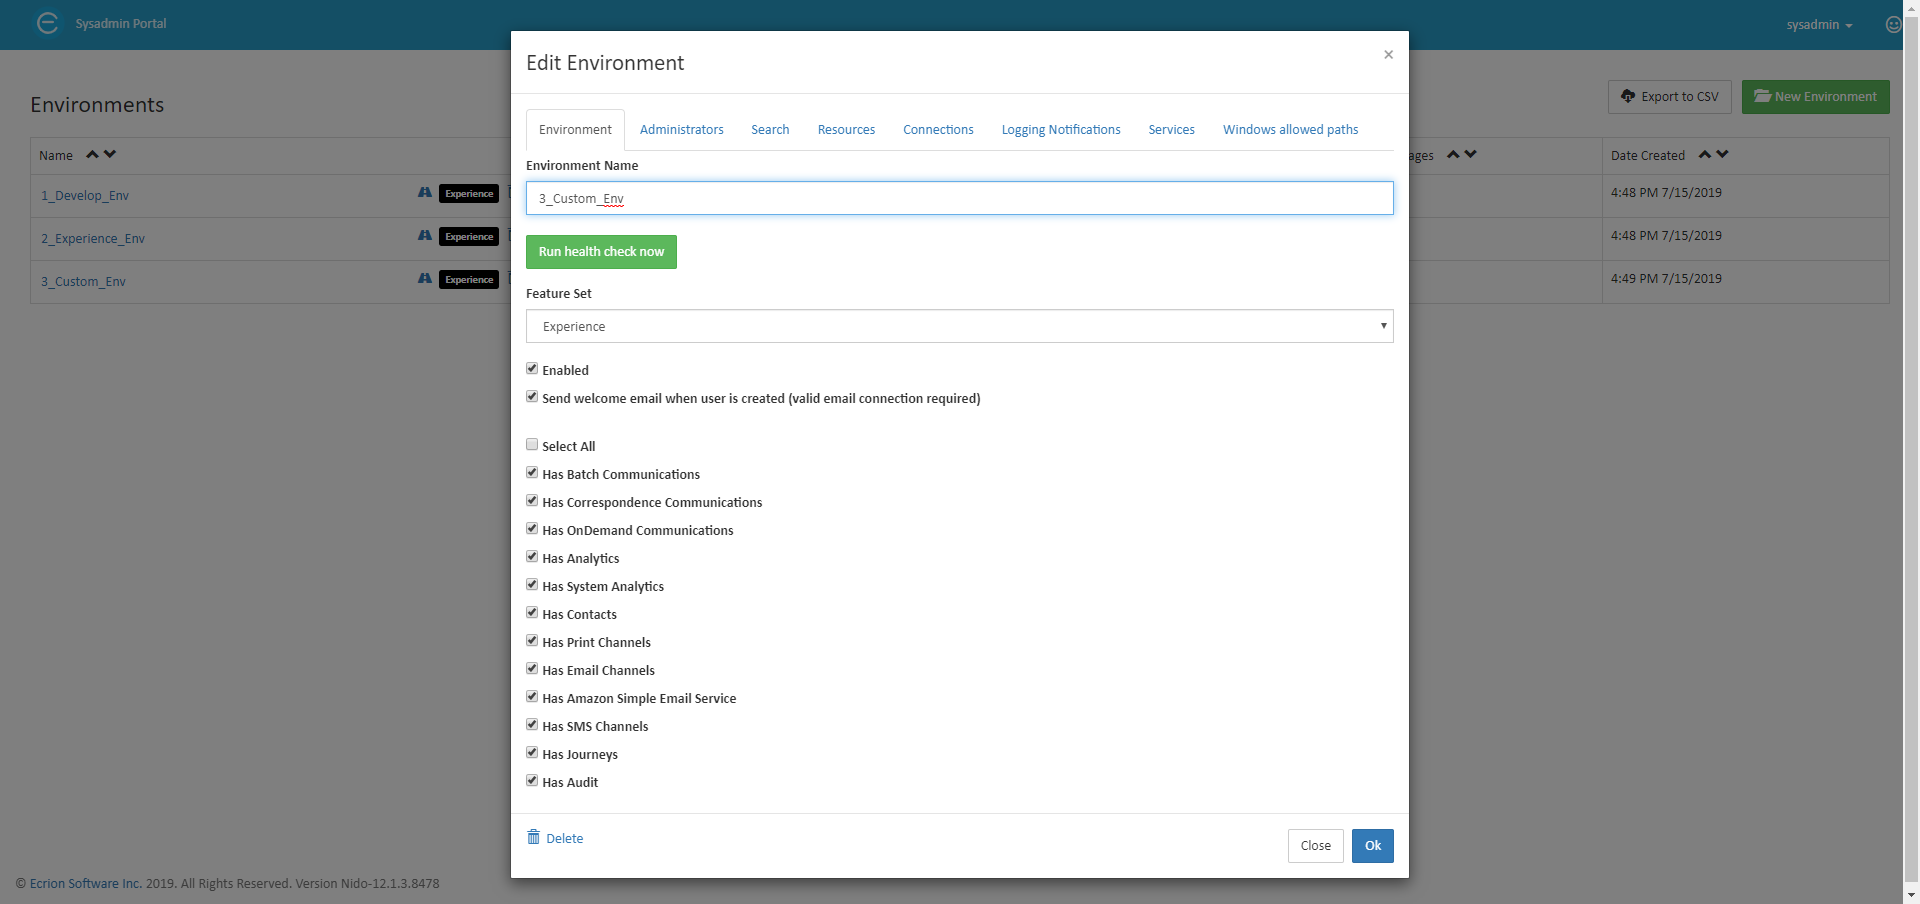 Sysadmin Portal
sysadmin
Environments
Export to CSV
New Environment
Name
ages
Date Created
1_Develop_Env
Experience
4:48 PM 7/15/2019
2_Experience_Env
Experience
4:48 PM 7/15/2019
3_Custom_Env
Experience
4:49 PM 7/15/2019
Edit Environment
×
Environment
Administrators
Search
Resources
Connections
Logging Notifications
Services
Windows allowed paths
Environment Name
3_Custom_Env
Run health check now
Feature Set
Experience
Enabled
Send welcome email when user is created (valid email connection required)
Select All
Has Batch Communications
Has Correspondence Communications
Has OnDemand Communications
Has Analytics
Has System Analytics
Has Contacts
Has Print Channels
Has Email Channels
Has Amazon Simple Email Service
Has SMS Channels
Has Journeys
Has Audit
Delete
Close
Ok
© Ecrion Software Inc. 2019. All Rights Reserved. Version Nido-12.1.3.8478